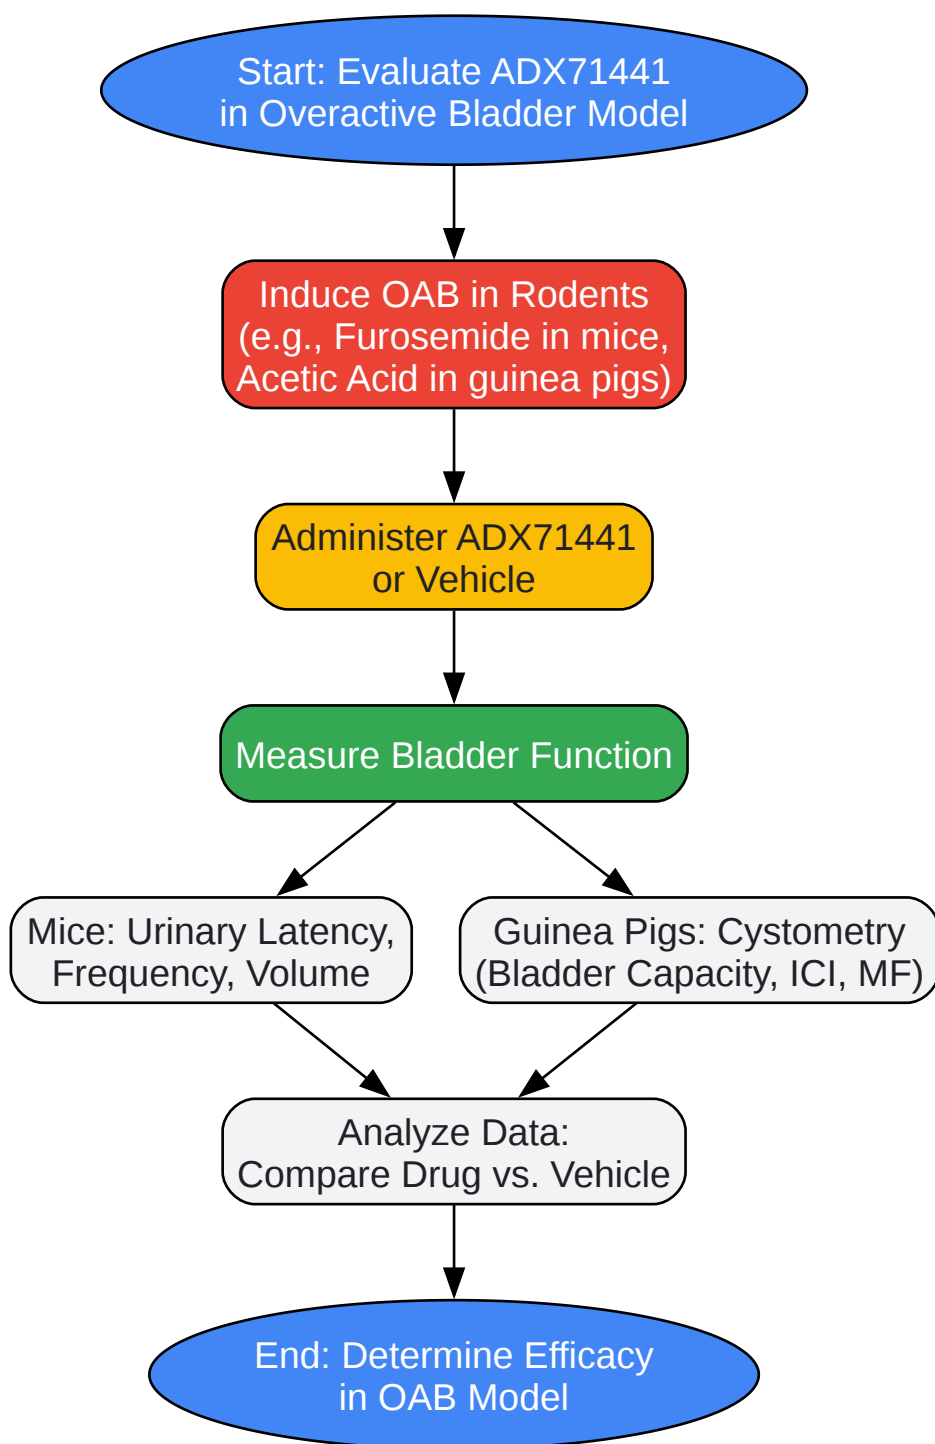 Start: Evaluate ADX71441
in Overactive Bladder Model
Induce OAB in Rodents
(e.g., Furosemide in mice,
Acetic Acid in guinea pigs)
Administer ADX71441
or Vehicle
Measure Bladder Function
Mice: Urinary Latency,
Frequency, Volume
Guinea Pigs: Cystometry
(Bladder Capacity, ICI, MF)
Analyze Data:
Compare Drug vs. Vehicle
End: Determine Efficacy
in OAB Model